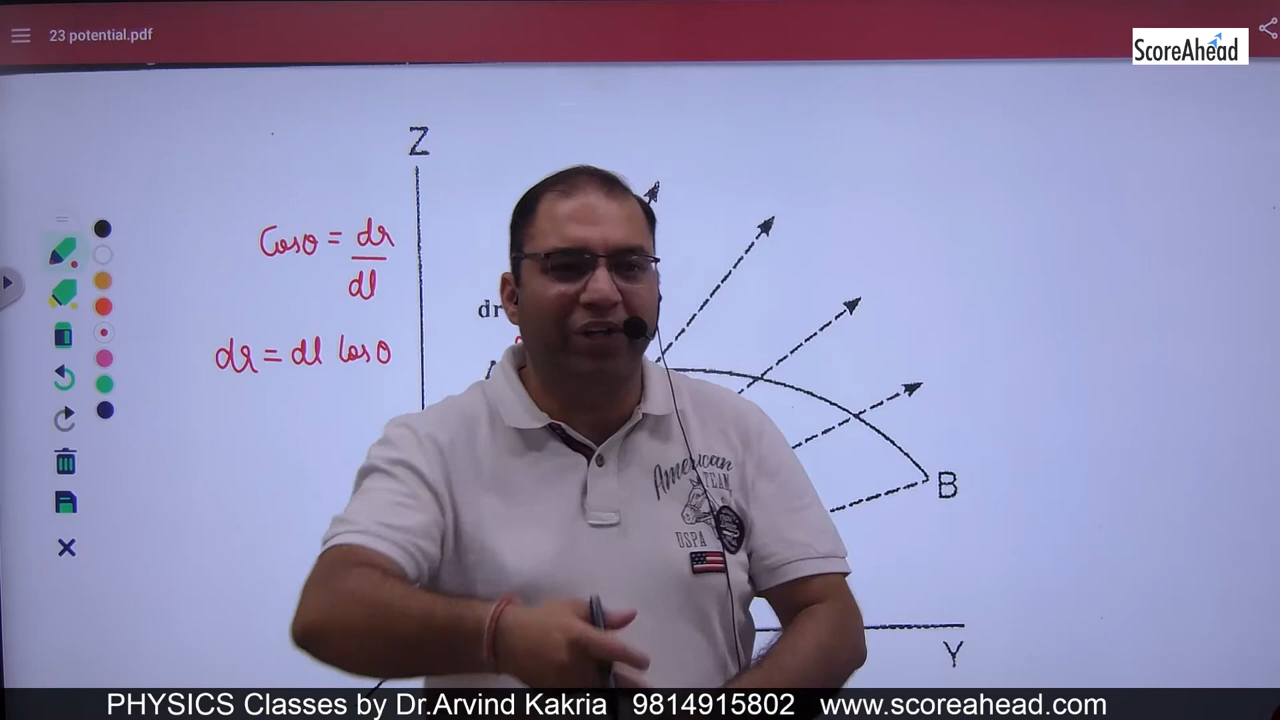 23 potential.pdf
ScoreAhead
Z
Cosθ = dr
dl
dr
dr = dl Cosθ
A
B
American
TEAM
USPA
Y
PHYSICS Classes by Dr.Arvind Kakria 9814915802 www.scoreahead.com